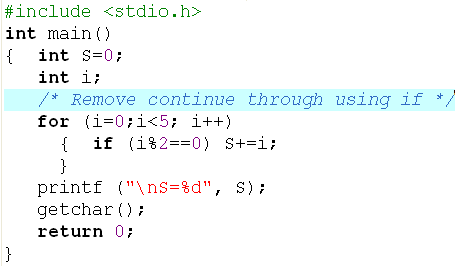 #include <stdio.h>
int main()
{ int S=0;
int i;
/* Remove continue through using if */
for (i=0;i<5; i++)
{ if (i%2==0) S+=i;
}
printf ("\nS=%d", S);
getchar();
return 0;
}